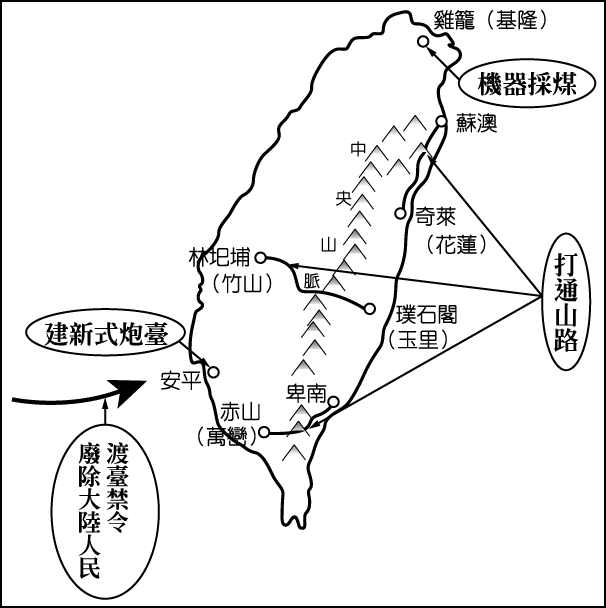 雞籠（基隆）
機器採煤
蘇澳
中
央
山
脈
奇萊
（花蓮）
打通山路
林圯埔
（竹山）
璞石閣
（玉里）
建新式炮臺
安平
卑南
赤山
（萬巒）
渡臺禁令
廢除大陸人民